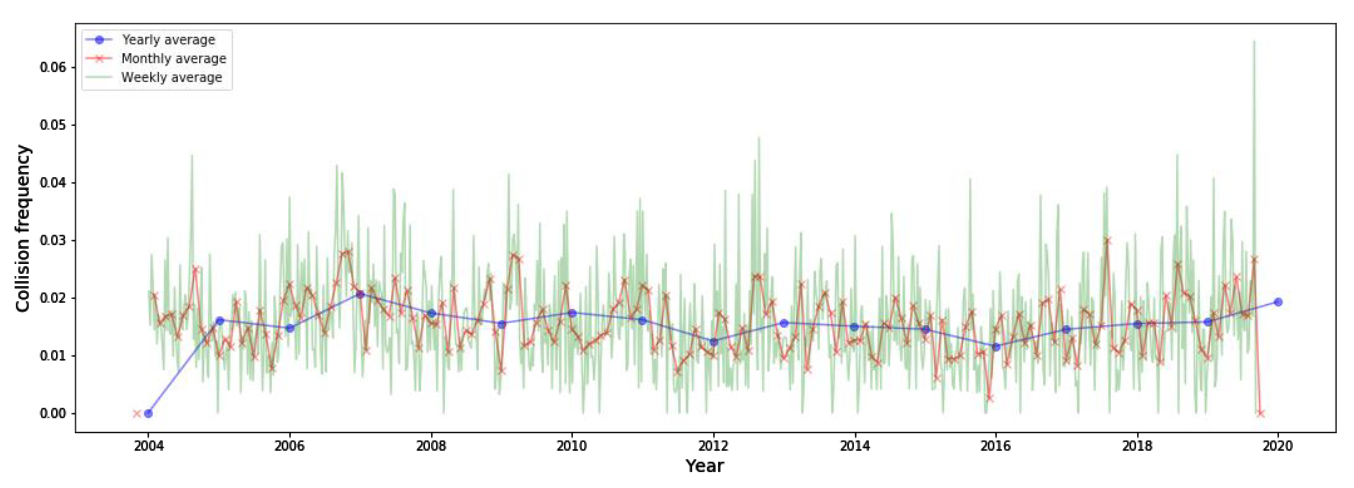 Yearly average
Monthly average
Weekly average
0.06
0.05
0.04
0.03
0.02
0.01
0.00
Collision frequency
2004 2006 2008 2010 2012 2014 2016 2018 2020
Year